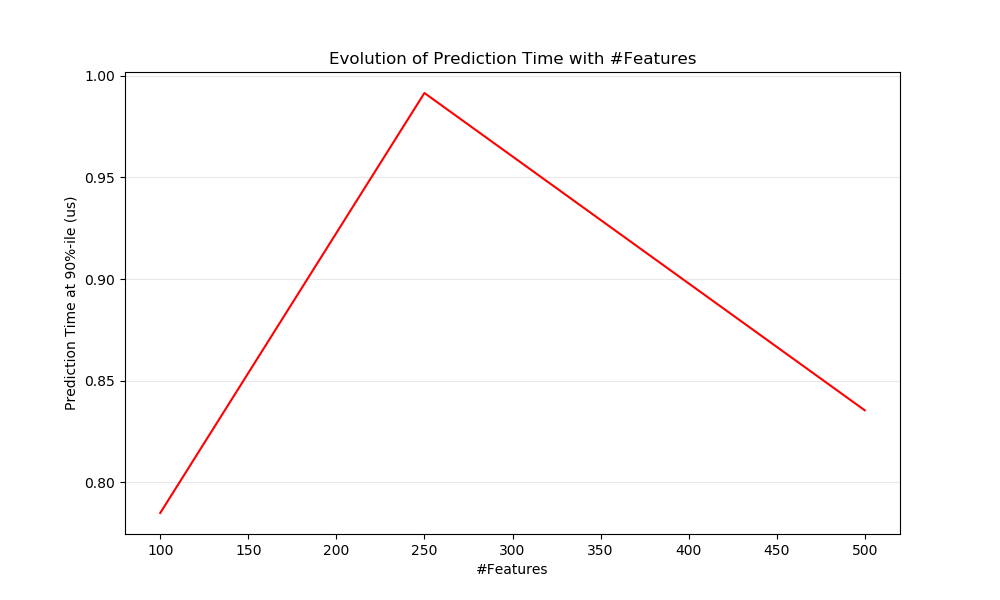 Evolution of Prediction Time with #Features
Prediction Time at 90%-ile (us)
1.00
0.95
0.90
0.85
0.80
100 150 200 250 300 350 400 450 500
#Features